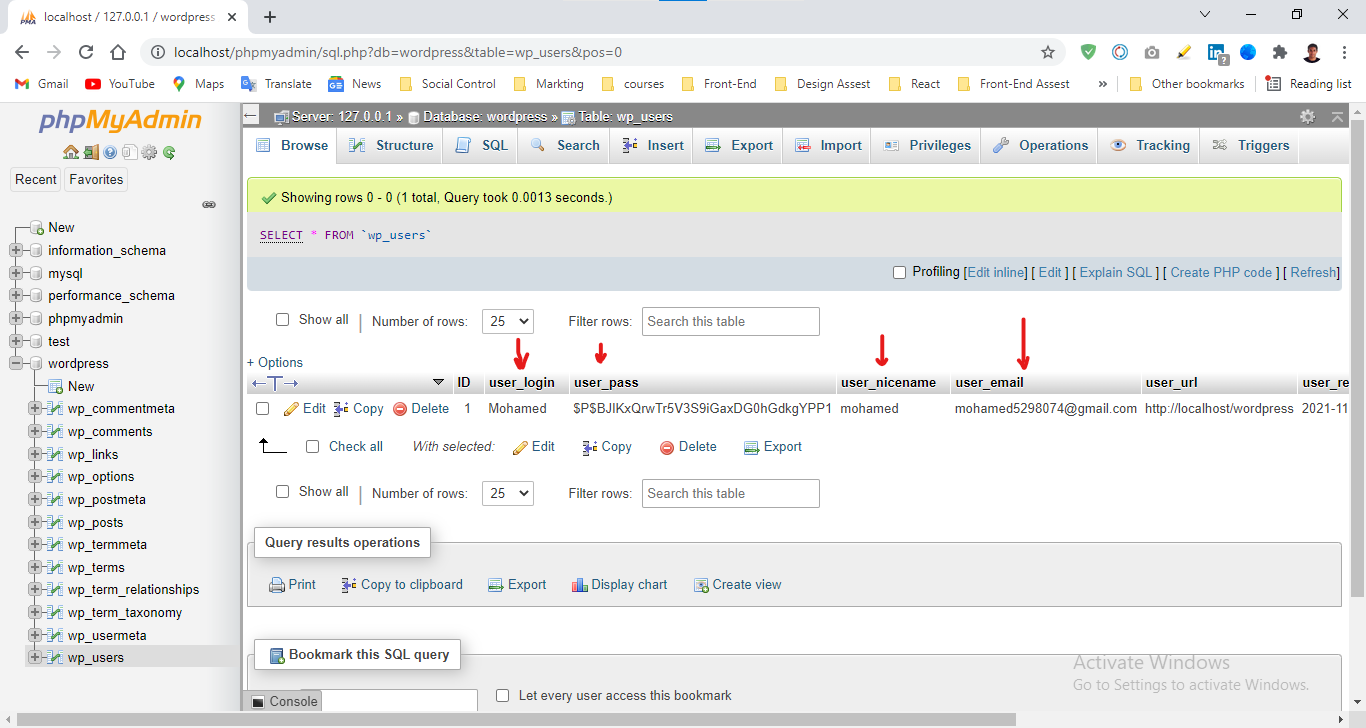 localhost / 127.0.0.1 / wordpress
localhost/phpmyadmin/sql.php?db=wordpress&table=wp_users&pos=0
Gmail YouTube Maps Translate News Social Control Markting courses Front-End Design Assest React Front-End Assest » Other bookmarks Reading list
phpMyAdmin
Recent Favorites
New
information_schema
mysql
performance_schema
phpmyadmin
test
wordpress
New
wp_commentmeta
wp_comments
wp_links
wp_options
wp_postmeta
wp_posts
wp_termmeta
wp_terms
wp_term_relationships
wp_term_taxonomy
wp_usermeta
wp_users
Server: 127.0.0.1 » Database: wordpress » Table: wp_users
Browse Structure SQL Search Insert Export Import Privileges Operations Tracking Triggers
Showing rows 0 - 0 (1 total, Query took 0.0013 seconds.)
SELECT * FROM `wp_users`
Profiling [Edit inline] [ Edit ] [ Explain SQL ] [ Create PHP code ] [ Refresh]
Show all | Number of rows: 25 Filter rows: Search this table
+ Options
←T→ ID user_login user_pass user_nicename user_email user_url user_re
Edit Copy Delete 1 Mohamed $P$BJIKxQrwTr5V3S9iGaxDG0hGdkgYPP1 mohamed mohamed5298074@gmail.com http://localhost/wordpress 2021-11
Check all With selected: Edit Copy Delete Export
Show all | Number of rows: 25 Filter rows: Search this table
Query results operations
Print Copy to clipboard Export Display chart Create view
Bookmark this SQL query
Let every user access this bookmark
Console
Activate Windows
Go to Settings to activate Windows.